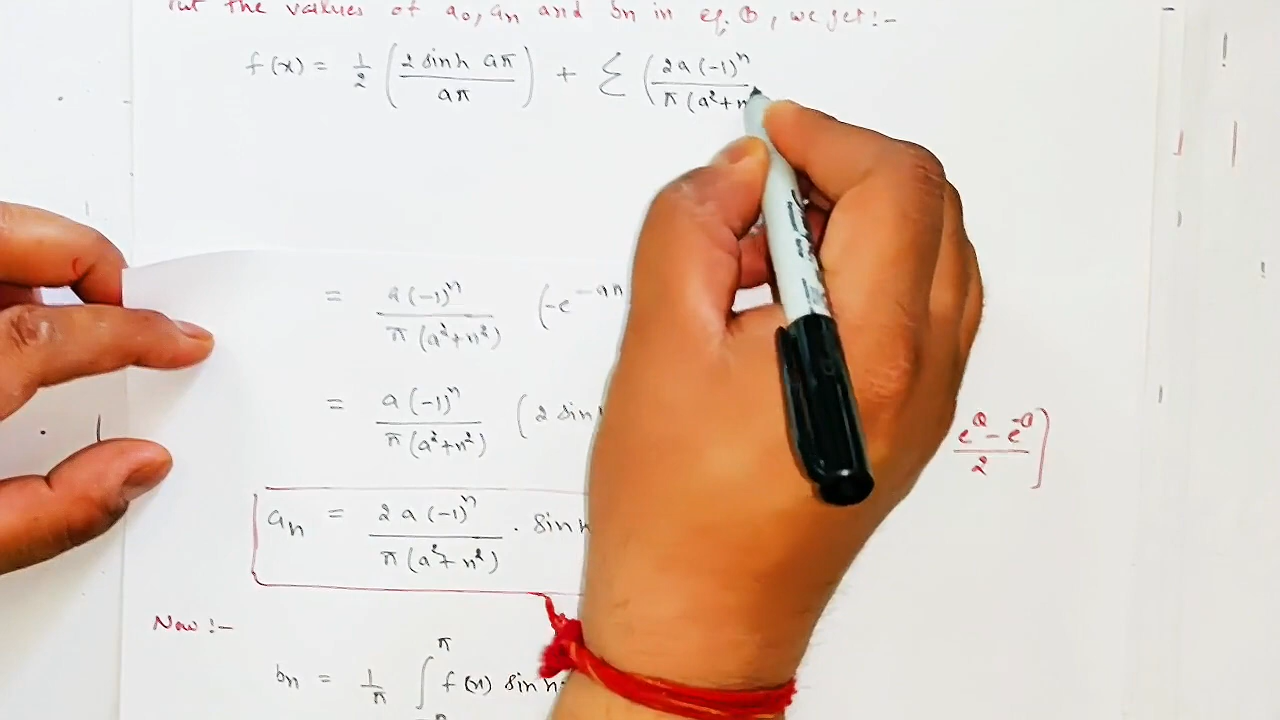 Put the values of a₀, aₙ and bₙ in eq. ①, we get :-
f(x) = 1/2 (2 sinh aπ / aπ) + Σ (2a(-1)ⁿ / π(a²+n
= a(-1)ⁿ / π(a²+n²) (-e^-aπ
= a(-1)ⁿ / π(a²+n²) (2 sin
e^a - e^-a / 2 ]
aₙ = 2a(-1)ⁿ / π(a²+n²) . sinh
Now :-
bₙ = 1/π ∫ π f(x) sin n